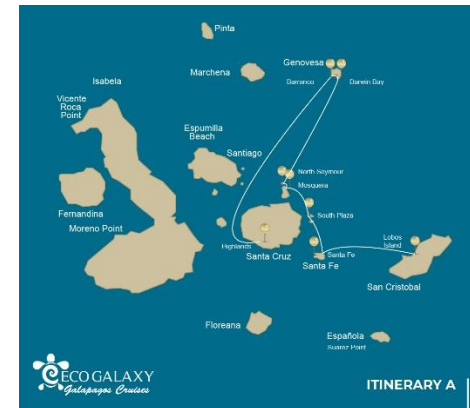 Pinta
Genovesa
Marchena
Barranco
Darwin Bay
Isabela
Vicente
Roca
Point
Espumilla
Beach
Santiago
North Seymour
Mosquera
Fernandina
South Plaza
Moreno Point
Highlands
Santa Cruz
Santa Fe
Santa Fe
Lobos
Island
San Cristobal
Floreana
Española
Suarez Point
ECOGALAXY
Galapagos Cruises
ITINERARY A